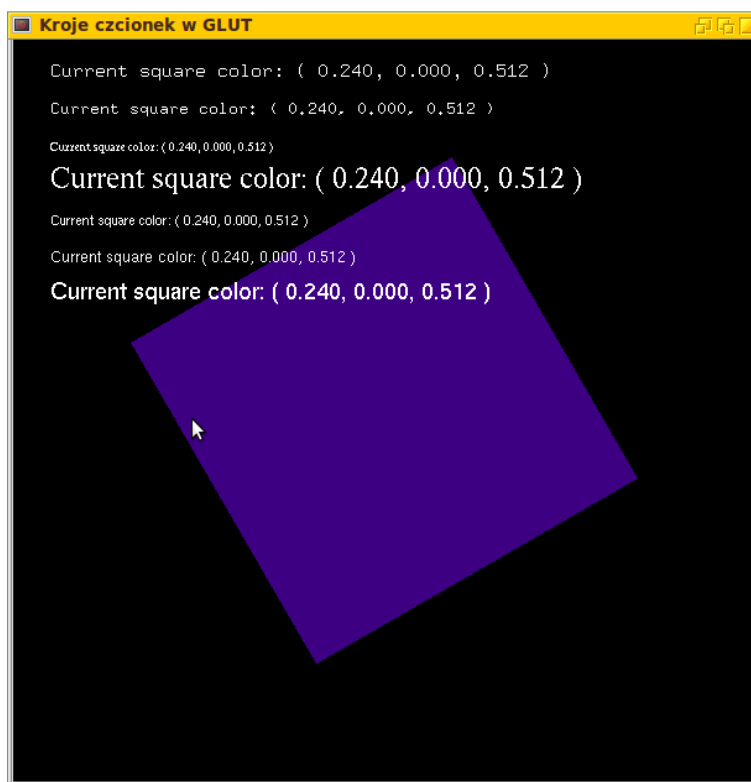 Kroje czcionek w GLUT
Current square color: ( 0.240, 0.000, 0.512 )
Current square color: ( 0.240, 0.000, 0.512 )
Current square color: ( 0.240, 0.000, 0.512 )
Current square color: ( 0.240, 0.000, 0.512 )
Current square color: ( 0.240, 0.000, 0.512 )
Current square color: ( 0.240, 0.000, 0.512 )
Current square color: ( 0.240, 0.000, 0.512 )